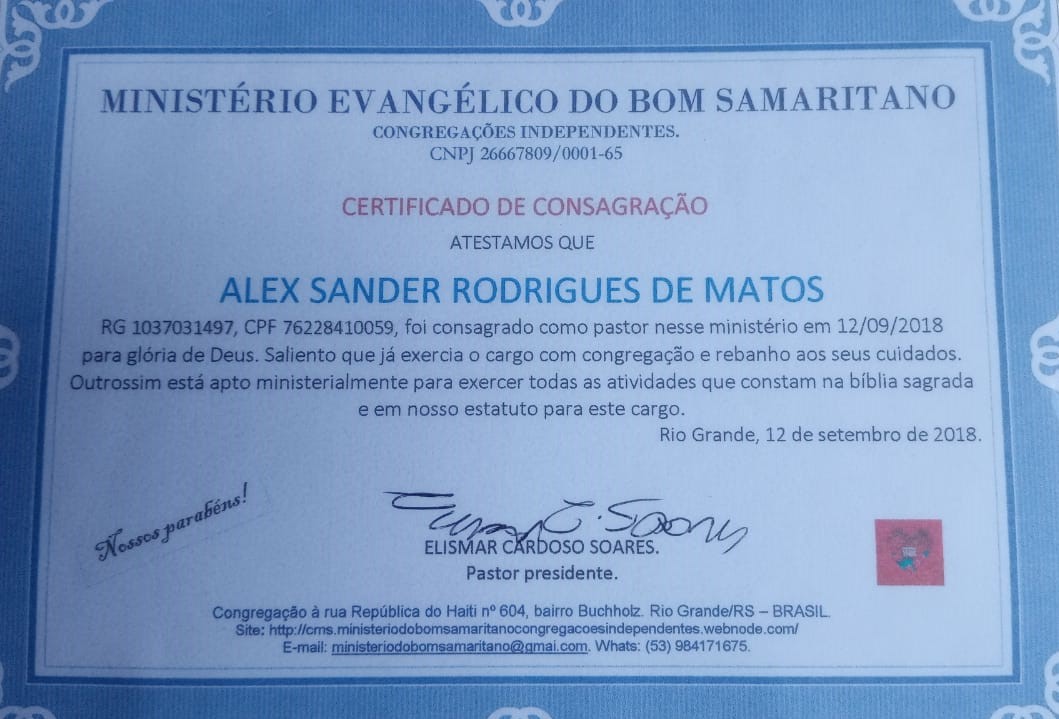 MINISTÉRIO EVANGÉLICO DO BOM SAMARITANO
CONGREGAÇÕES INDEPENDENTES.
CNPJ 26667809/0001-65
CERTIFICADO DE CONSAGRAÇÃO
ATESTAMOS QUE
ALEX SANDER RODRIGUES DE MATOS
RG 1037031497, CPF 76228410059, foi consagrado como pastor nesse ministério em 12/09/2018
para glória de Deus. Saliento que já exercia o cargo com congregação e rebanho aos seus cuidados.
Outrossim está apto ministerialmente para exercer todas as atividades que constam na bíblia sagrada
e em nosso estatuto para este cargo.
Rio Grande, 12 de setembro de 2018.
Nossos parabéns!
ELISMAR CARDOSO SOARES.
Pastor presidente.
Congregação à rua República do Haiti nº 604, bairro Buchholz. Rio Grande/RS – BRASIL.
Site: http://cms.ministeriodobomsamaritanocongregacoesindependentes.webnode.com/
E-mail: ministeriodobomsamaritano@gmai.com. Whats: (53) 984171675.